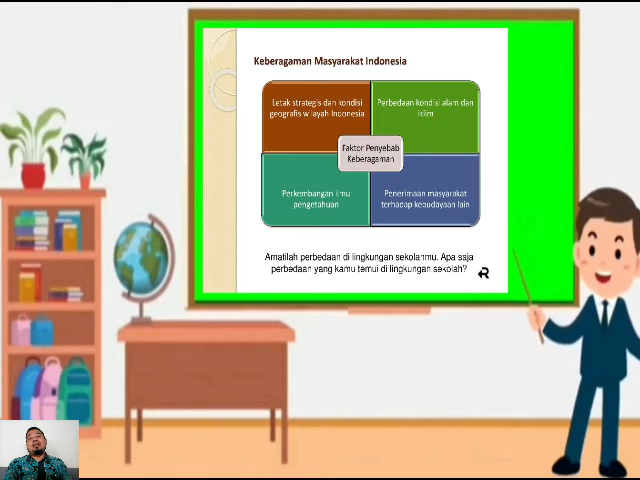 Keberagaman Masyarakat Indonesia
Letak strategis dan kondisi
geografis wilayah Indonesia
Perbedaan kondisi alam dan
iklim
Faktor Penyebab
Keberagaman
Perkembangan ilmu
pengetahuan
Penerimaan masyarakat
terhadap kebudayaan lain
Amatilah perbedaan di lingkungan sekolahmu. Apa saja
perbedaan yang kamu temui di lingkungan sekolah?